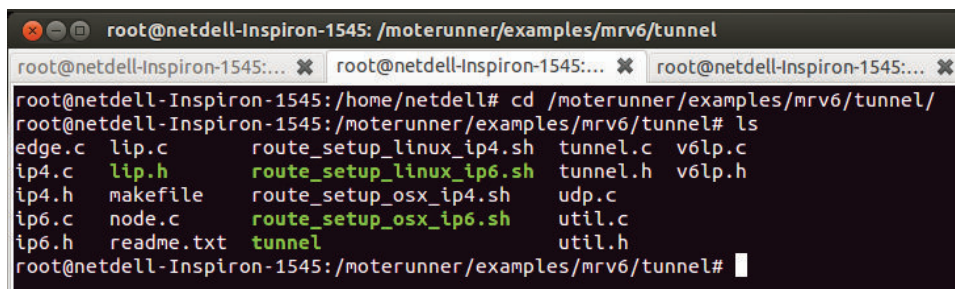 root@netdell-Inspiron-1545: /moterunner/examples/mrv6/tunnel
root@netdell-Inspiron-1545:... ✖ root@netdell-Inspiron-1545:... ✖ root@netdell-Inspiron-1545:... ✖
root@netdell-Inspiron-1545:/home/netdell# cd /moterunner/examples/mrv6/tunnel/
root@netdell-Inspiron-1545:/moterunner/examples/mrv6/tunnel# ls
edge.c lip.c route_setup_linux_ip4.sh tunnel.c v6lp.c
ip4.c lip.h route_setup_linux_ip6.sh tunnel.h v6lp.h
ip4.h makefile route_setup_osx_ip4.sh udp.c
ip6.c node.c route_setup_osx_ip6.sh util.c
ip6.h readme.txt tunnel util.h
root@netdell-Inspiron-1545:/moterunner/examples/mrv6/tunnel#